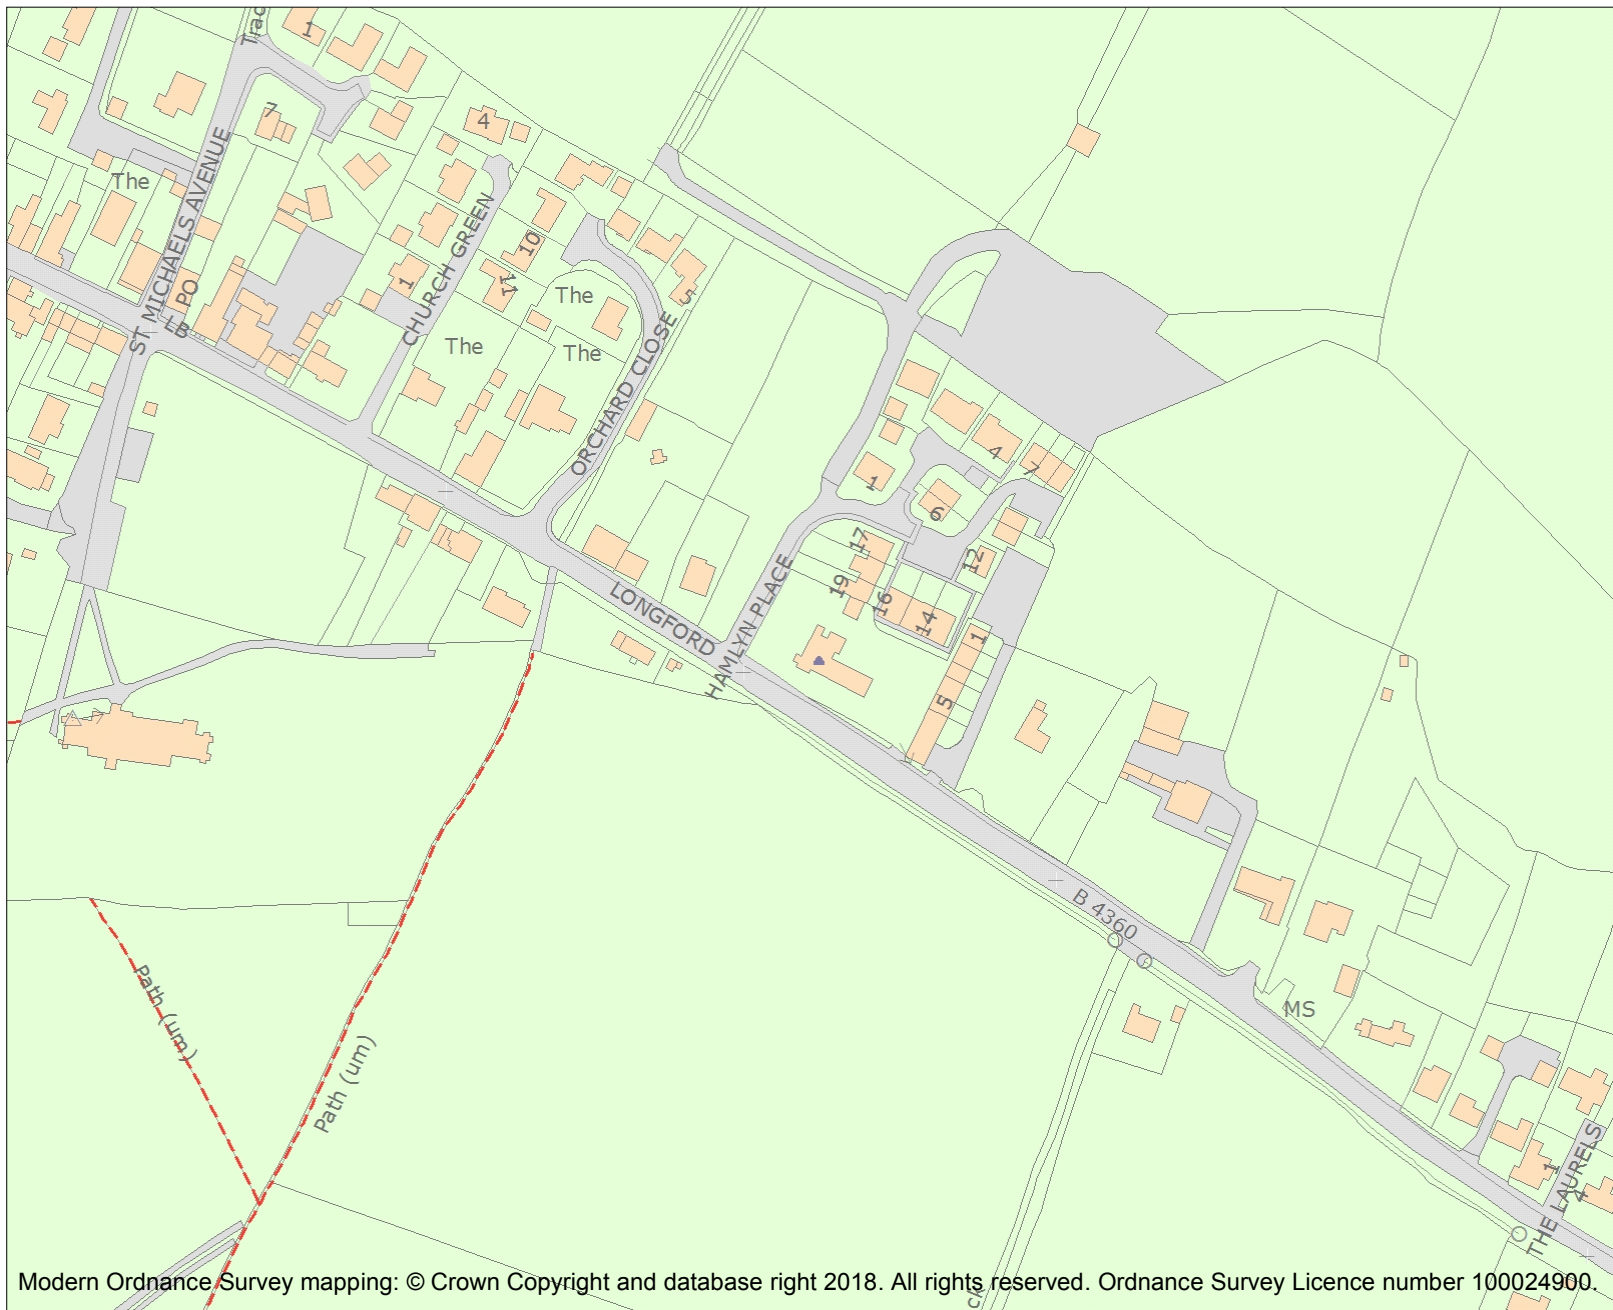 Trac
1
7
4
The
ST MICHAELS AVENUE
PO
LB
CHURCH GREEN
1
10
11
The
The
The
5
ORCHARD CLOSE
LONGFORD
HAMLYN PLACE
1
4
7
6
17
19
16
14
12
1
5
B 4360
MS
Path (um)
Path (um)
THE LAURELS
1
4
ck
Modern Ordnance Survey mapping: © Crown Copyright and database right 2018. All rights reserved. Ordnance Survey Licence number 100024900.